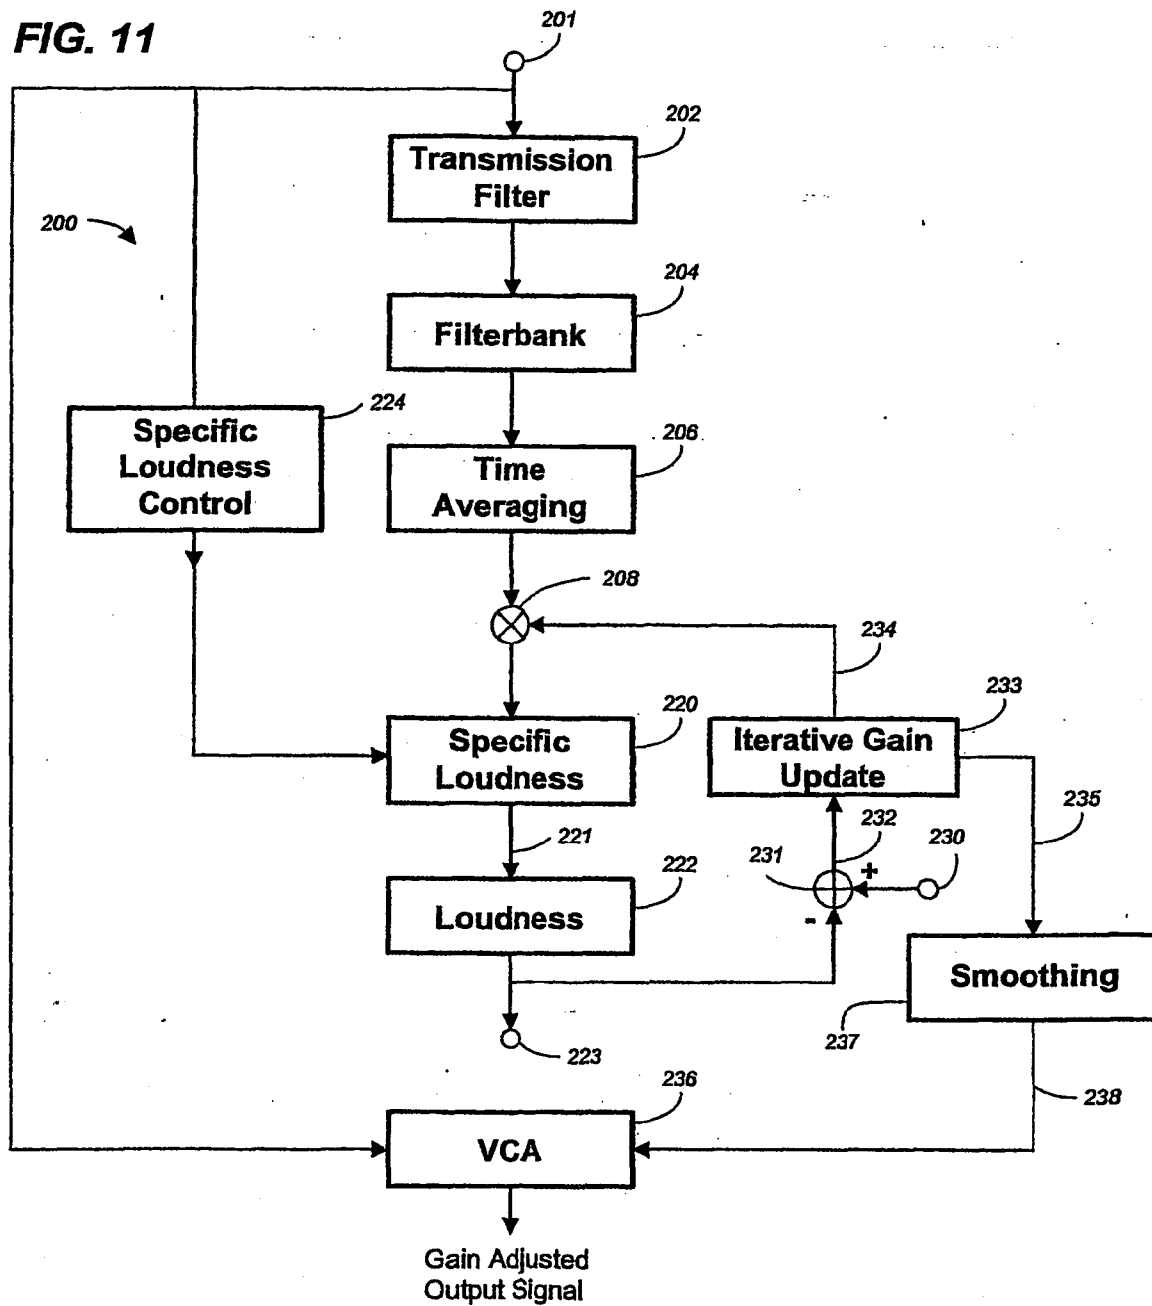 FIG. 11
201
202
Transmission
Filter
200
204
Filterbank
224
Specific
Loudness
Control
206
Time
Averaging
208
234
220
Specific
Loudness
233
Iterative Gain
Update
221
232
235
231
230
+
-
222
Loudness
Smoothing
237
223
238
236
VCA
Gain Adjusted
Output Signal